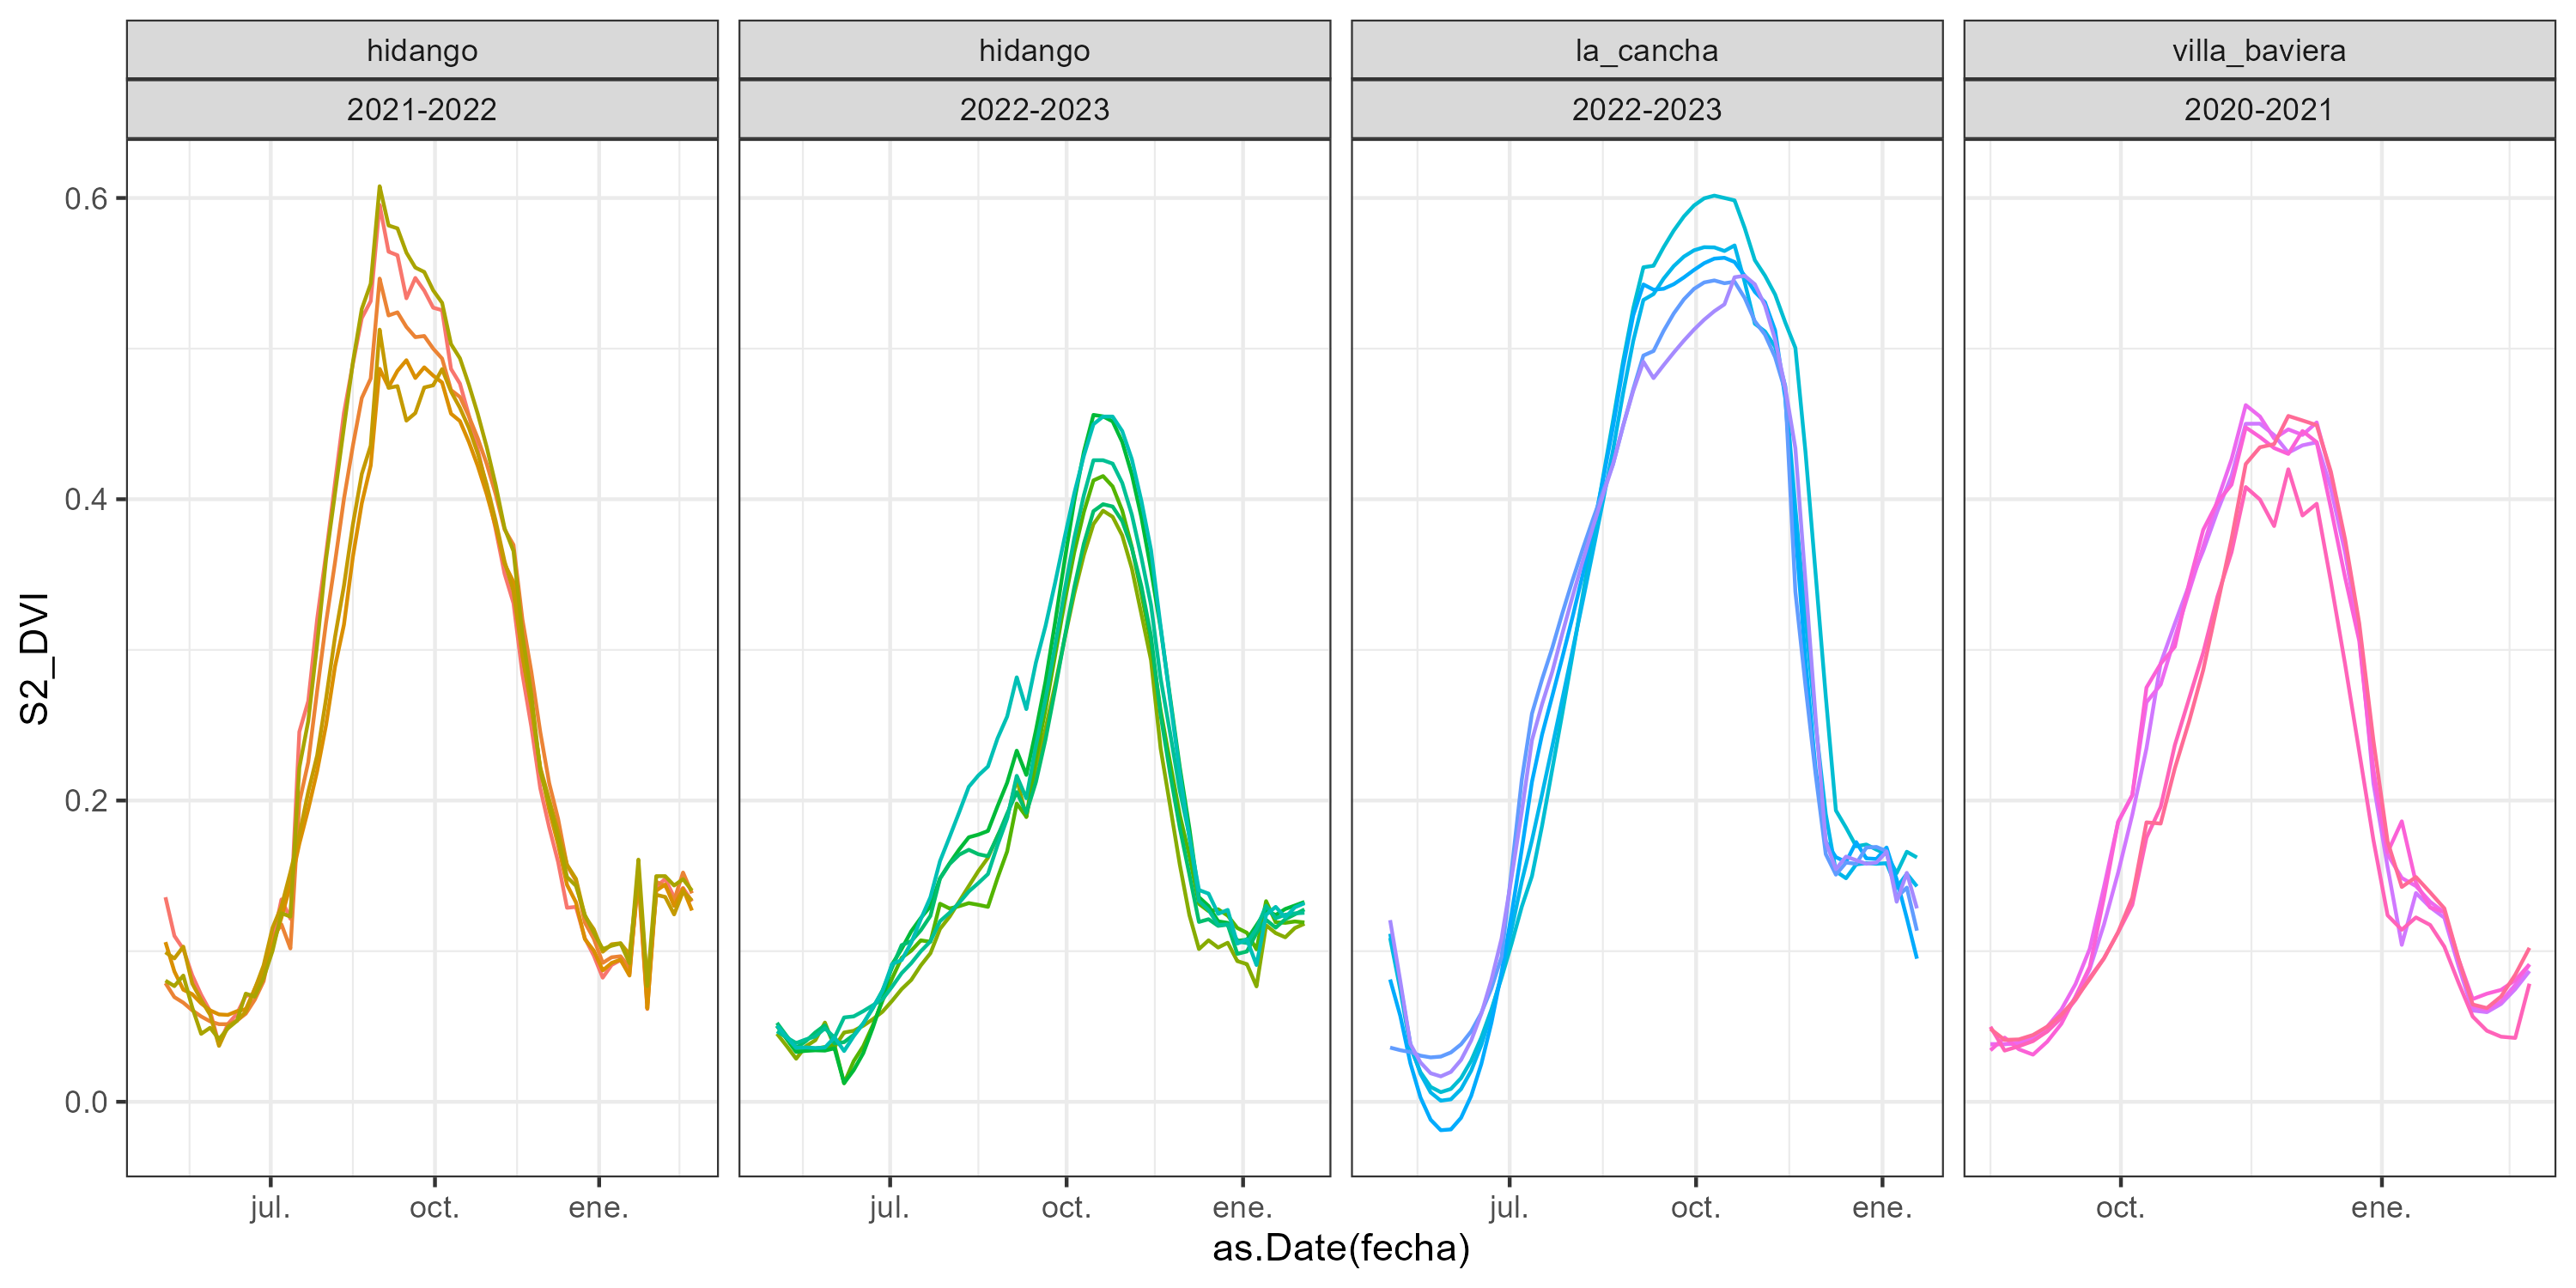 hidango hidango la_cancha villa_baviera
2021-2022 2022-2023 2022-2023 2020-2021
0.6
0.4
0.2
0.0
S2_DVI
jul. oct. ene. jul. oct. ene. jul. oct. ene. oct. ene.
as.Date(fecha)